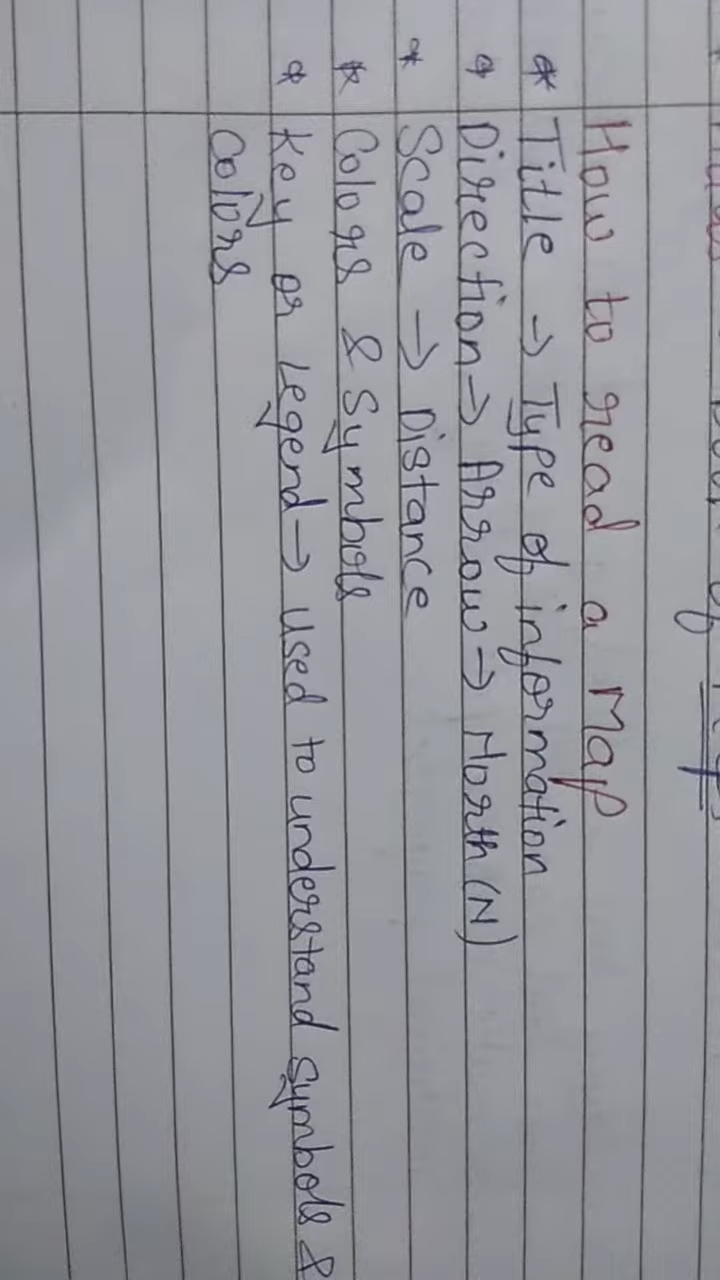 How to read a Map
* Title → Type of information
* Direction → Arrow → North (N)
* Scale → Distance
* Colors & Symbols
* Key or Legend → used to understand symbols &
Colors